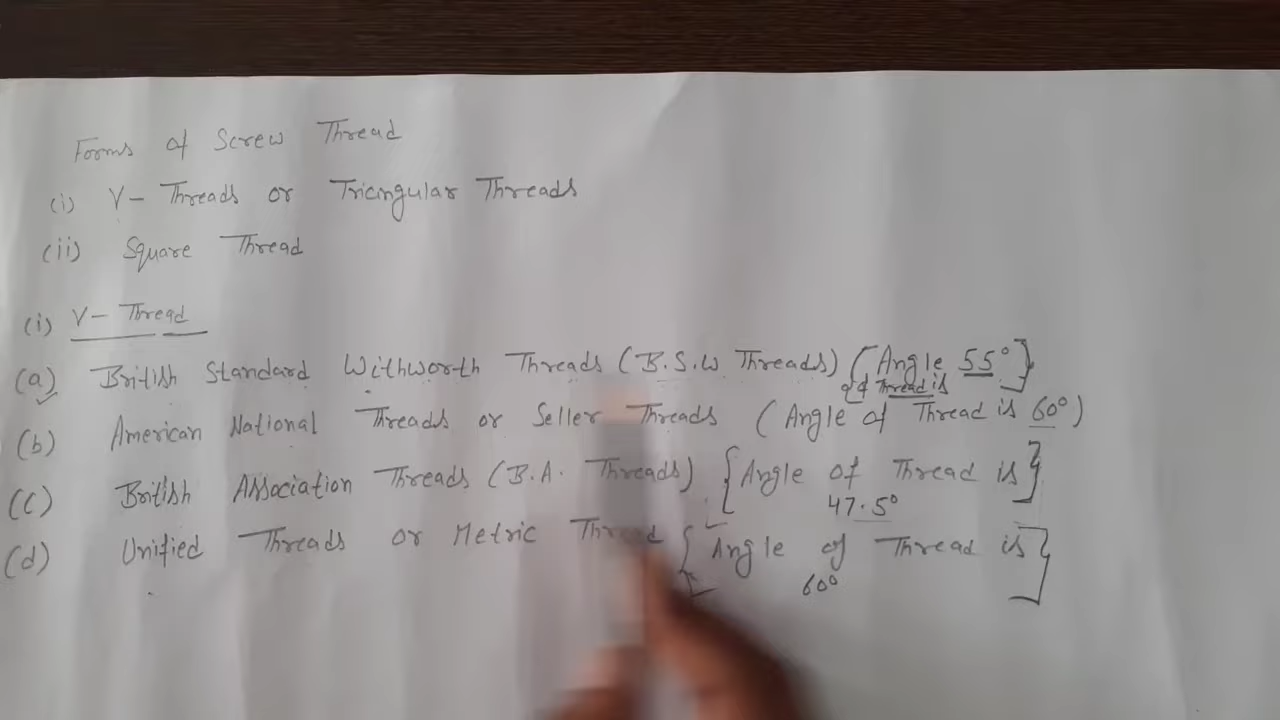 Forms of Screw Thread
(i) V- Threads or Triangular Threads
(ii) Square Thread
(i) V- Thread
(a) British Standard Withworth Threads (B.S.W Threads) [Angle 55°]
of Thread is
(b) American National Threads or Seller Threads (Angle of Thread is 60°)
(c) British Association Threads (B.A. Threads) {Angle of Thread is}
47.5°
(d) Unified Threads or Metric Thread {Angle of Thread is}
60°